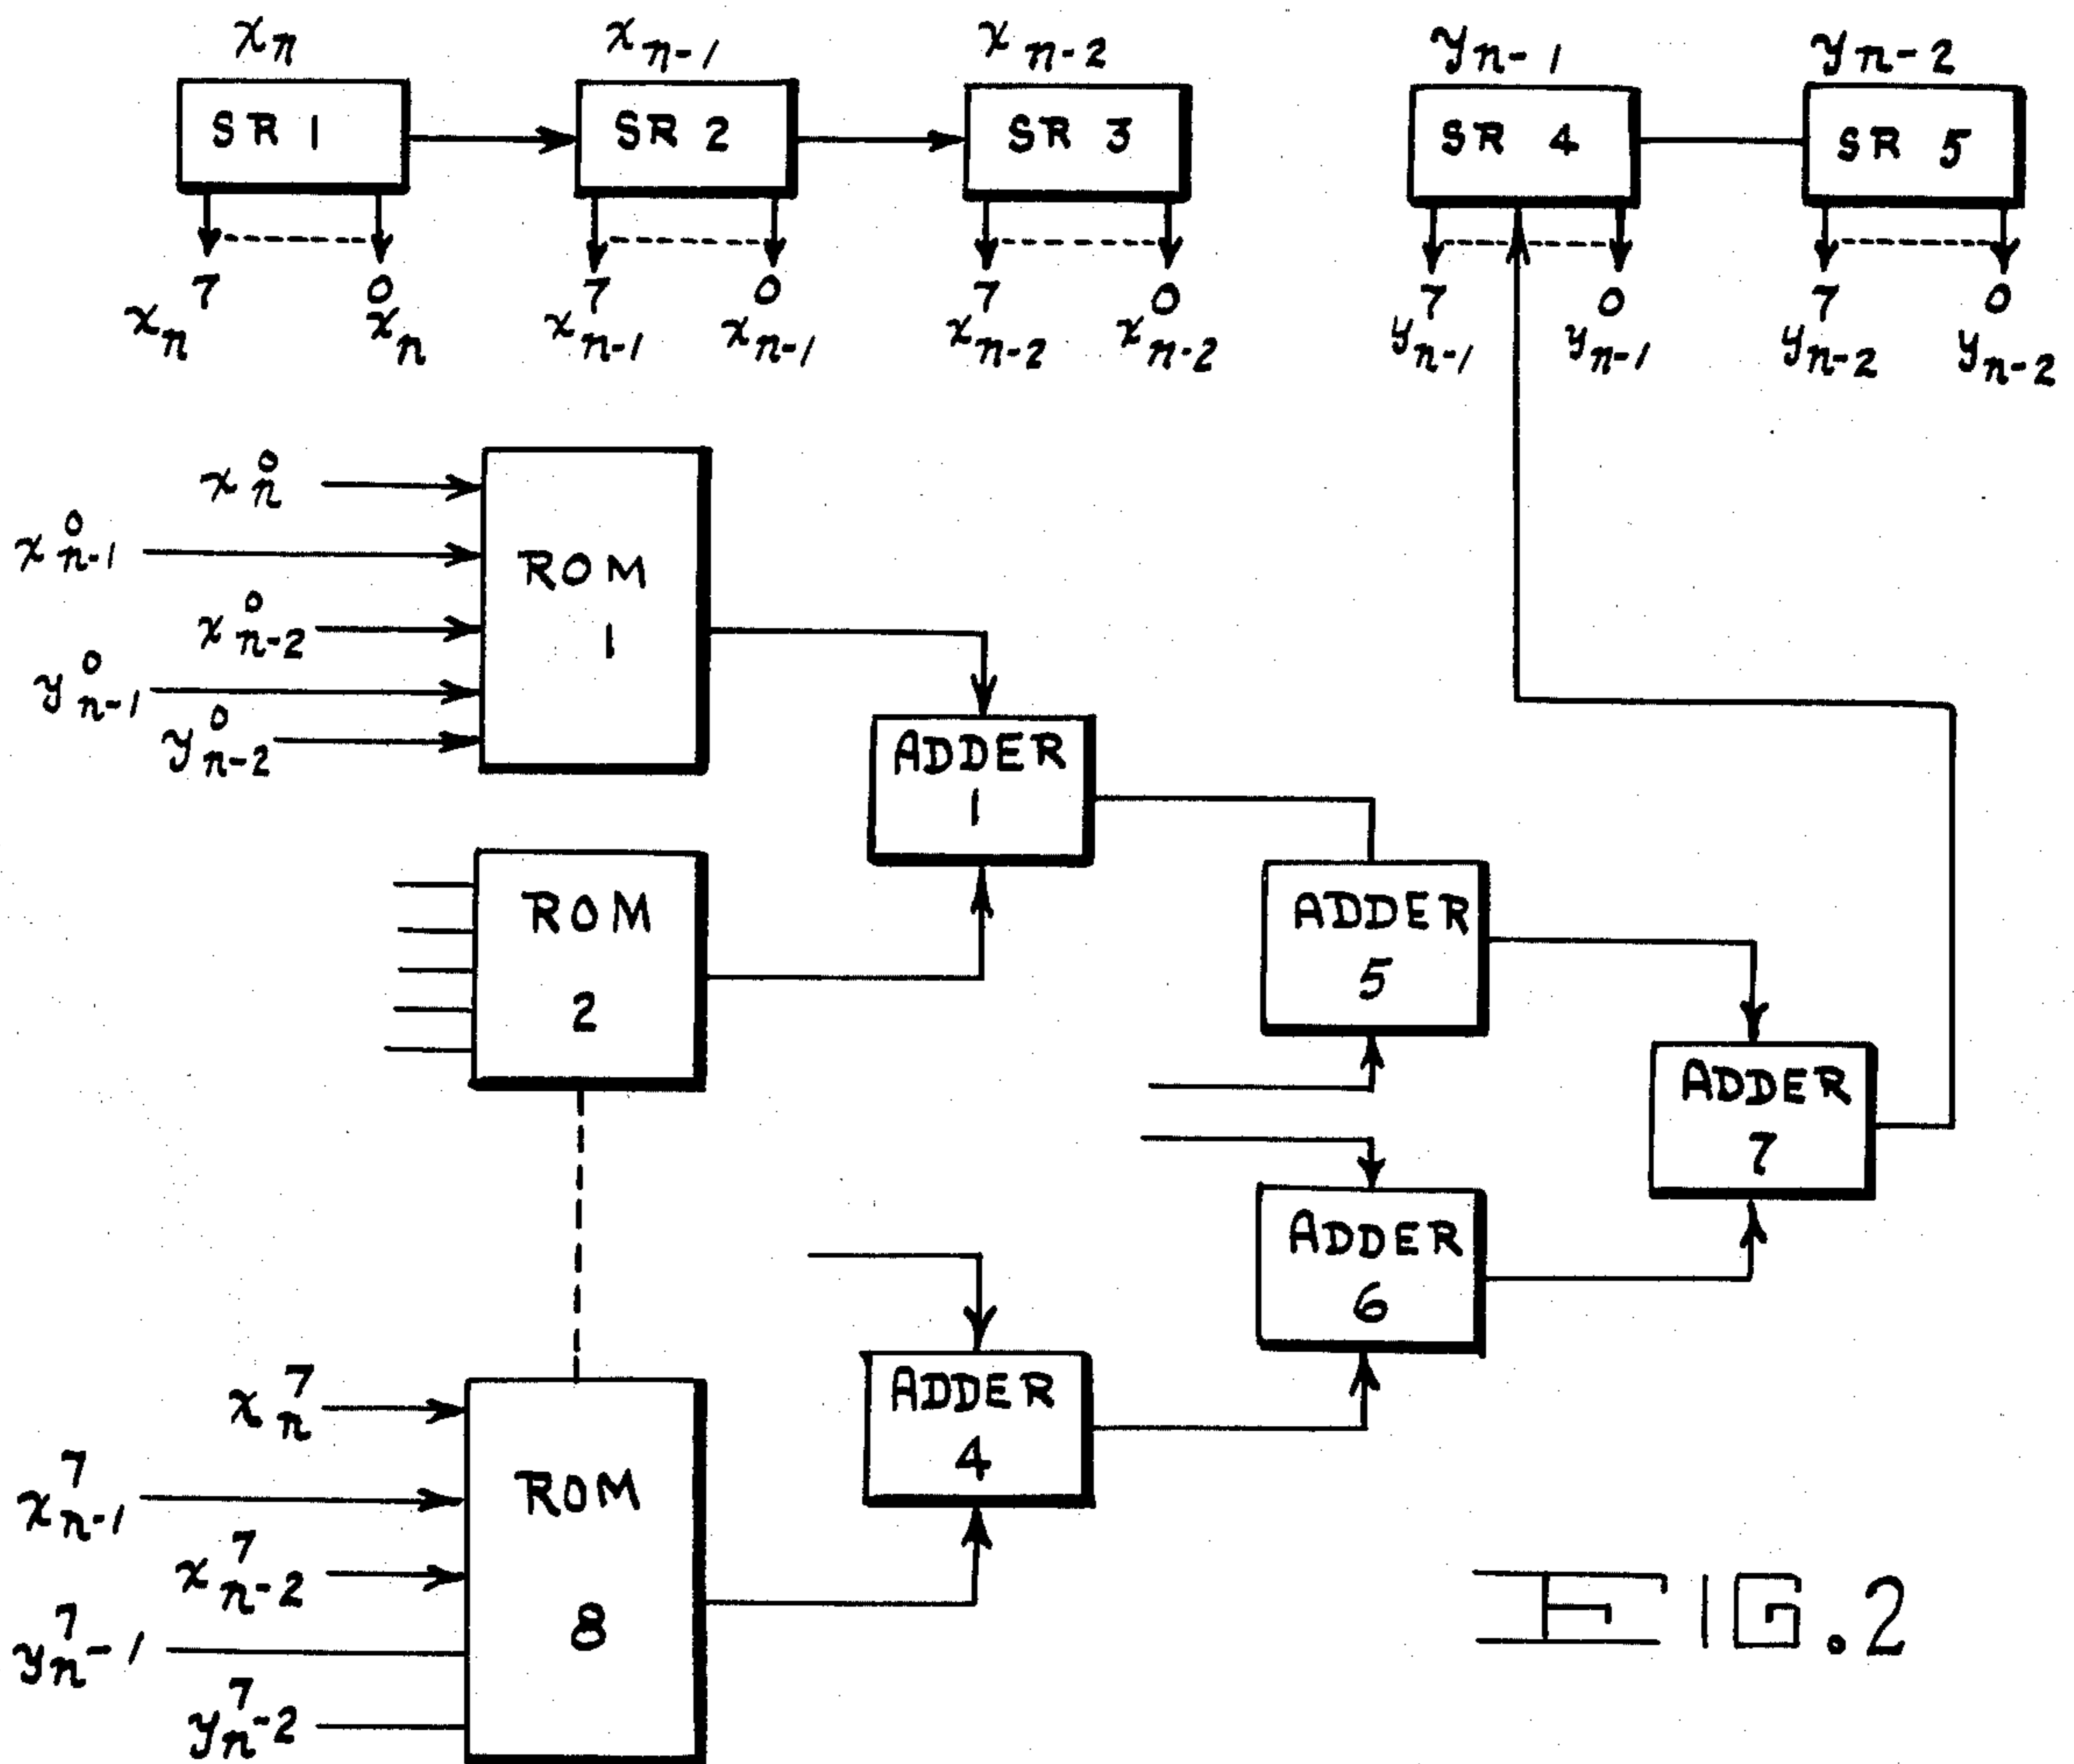 xₙ xₙ₋₁ xₙ₋₂ yₙ₋₁ yₙ₋₂
SR 1 SR 2 SR 3 SR 4 SR 5
xₙ⁷ xₙ⁰ xₙ₋₁⁷ xₙ₋₁⁰ xₙ₋₂⁷ xₙ₋₂⁰ yₙ₋₁⁷ yₙ₋₁⁰ yₙ₋₂⁷ yₙ₋₂⁰
xₙ⁰
xₙ₋₁⁰
xₙ₋₂⁰
yₙ₋₁⁰
yₙ₋₂⁰
ROM
1
ADDER
1
ROM
2
ADDER
5
ADDER
7
ADDER
6
ADDER
4
xₙ⁷
xₙ₋₁⁷
xₙ₋₂⁷
yₙ₋₁⁷
yₙ₋₂⁷
ROM
8
FIG.2